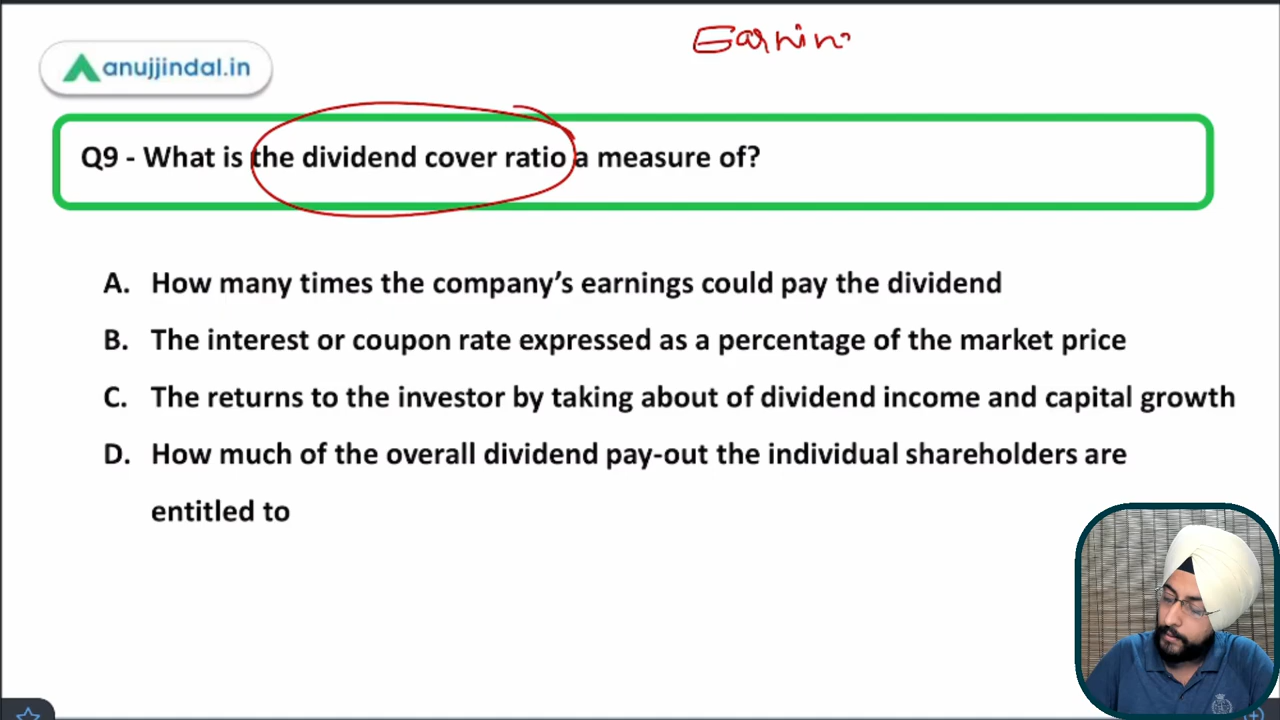 Earnin
anujjindal.in
Q9 - What is the dividend cover ratio a measure of?
A. How many times the company’s earnings could pay the dividend
B. The interest or coupon rate expressed as a percentage of the market price
C. The returns to the investor by taking about of dividend income and capital growth
D. How much of the overall dividend pay-out the individual shareholders are
entitled to